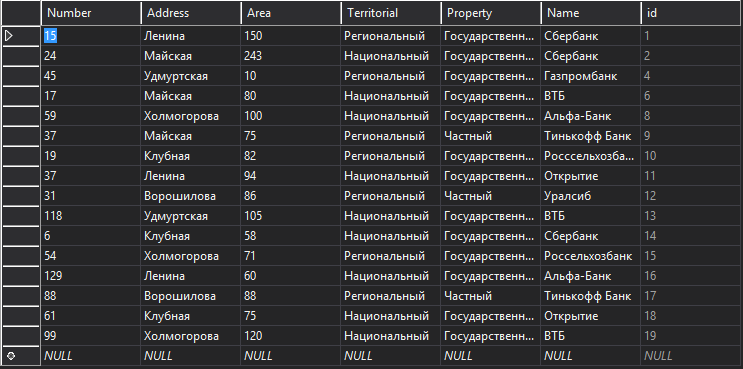 Number Address Area Territorial Property Name id
15 Ленина 150 Региональный Государственн... Сбербанк 1
24 Майская 243 Национальный Государственн... Сбербанк 2
45 Удмуртская 10 Региональный Государственн... Газпромбанк 4
17 Майская 80 Национальный Государственн... ВТБ 6
59 Холмогорова 100 Национальный Государственн... Альфа-Банк 8
37 Майская 75 Региональный Частный Тинькофф Банк 9
19 Клубная 82 Региональный Государственн... Росссельхозба... 10
37 Ленина 94 Национальный Государственн... Открытие 11
31 Ворошилова 86 Региональный Частный Уралсиб 12
118 Удмуртская 105 Национальный Государственн... ВТБ 13
6 Клубная 58 Национальный Государственн... Сбербанк 14
54 Холмогорова 71 Региональный Государственн... Россельхозбанк 15
129 Ленина 60 Национальный Государственн... Альфа-Банк 16
88 Ворошилова 88 Региональный Частный Тинькофф Банк 17
61 Клубная 75 Национальный Государственн... Открытие 18
99 Холмогорова 120 Национальный Государственн... ВТБ 19
NULL NULL NULL NULL NULL NULL NULL